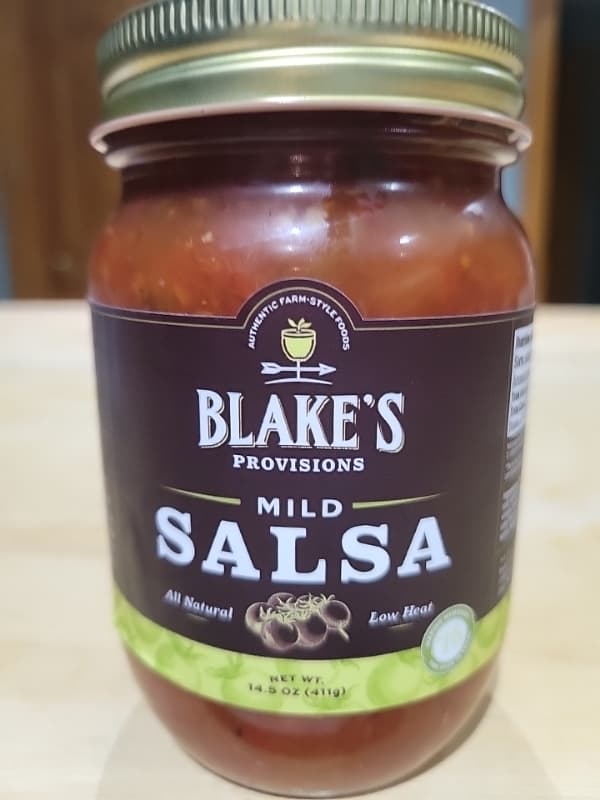 AUTHENTIC FARM-STYLE FOODS
BLAKE'S
PROVISIONS
MILD
SALSA
All Natural
Low Heat
NET WT.
14.5 OZ (411g)